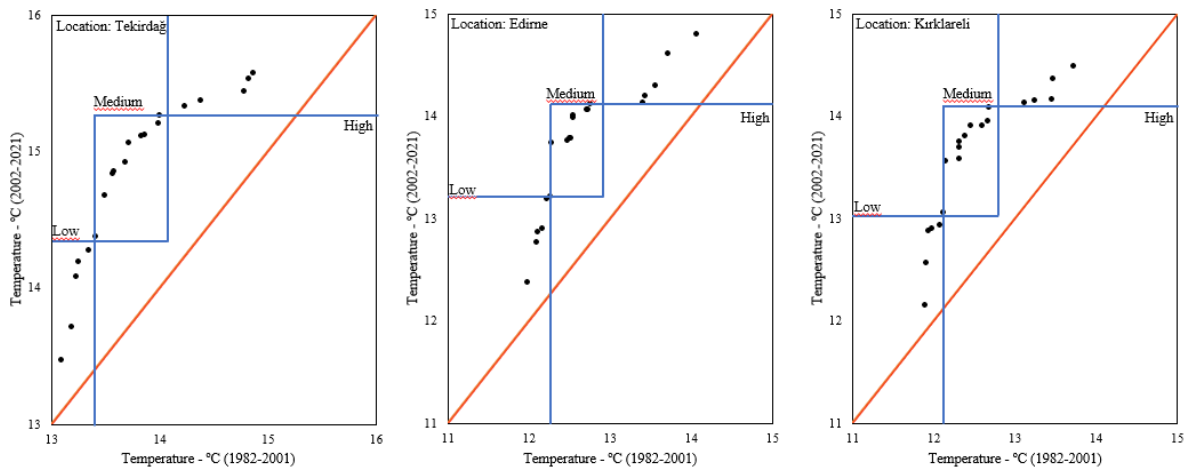 Location: Tekirdağ
Medium
High
Low
16
15
14
13
13
14
15
16
Temperature - °C (2002-2021)
Temperature - °C (1982-2001)
Location: Edirne
Medium
High
Low
15
14
13
12
11
11
12
13
14
15
Temperature - °C (2002-2021)
Temperature - °C (1982-2001)
Location: Kırklareli
Medium
High
Low
15
14
13
12
11
11
12
13
14
15
Temperature - °C (2002-2021)
Temperature - °C (1982-2001)